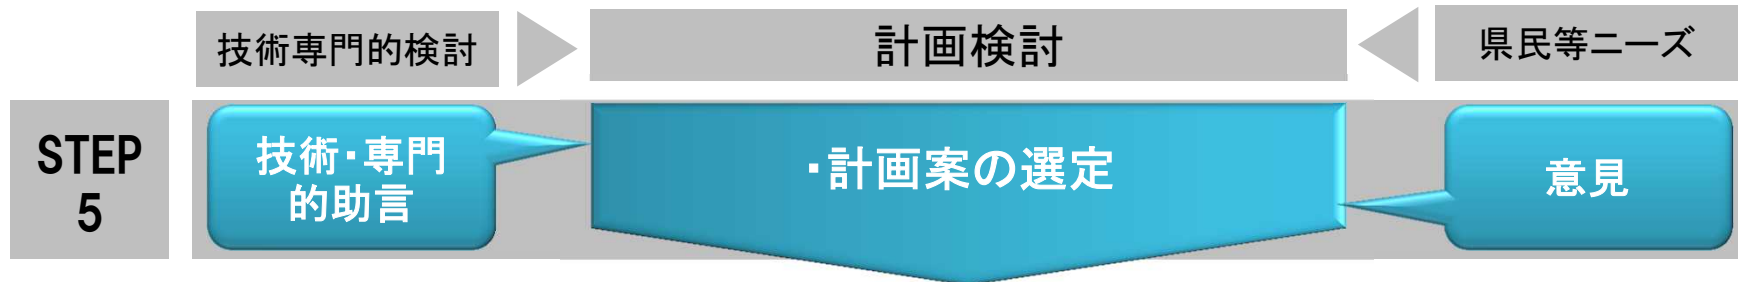 技術専門的検討
計画検討
県民等ニーズ
STEP
5
技術・専門
的助言
・計画案の選定
意見